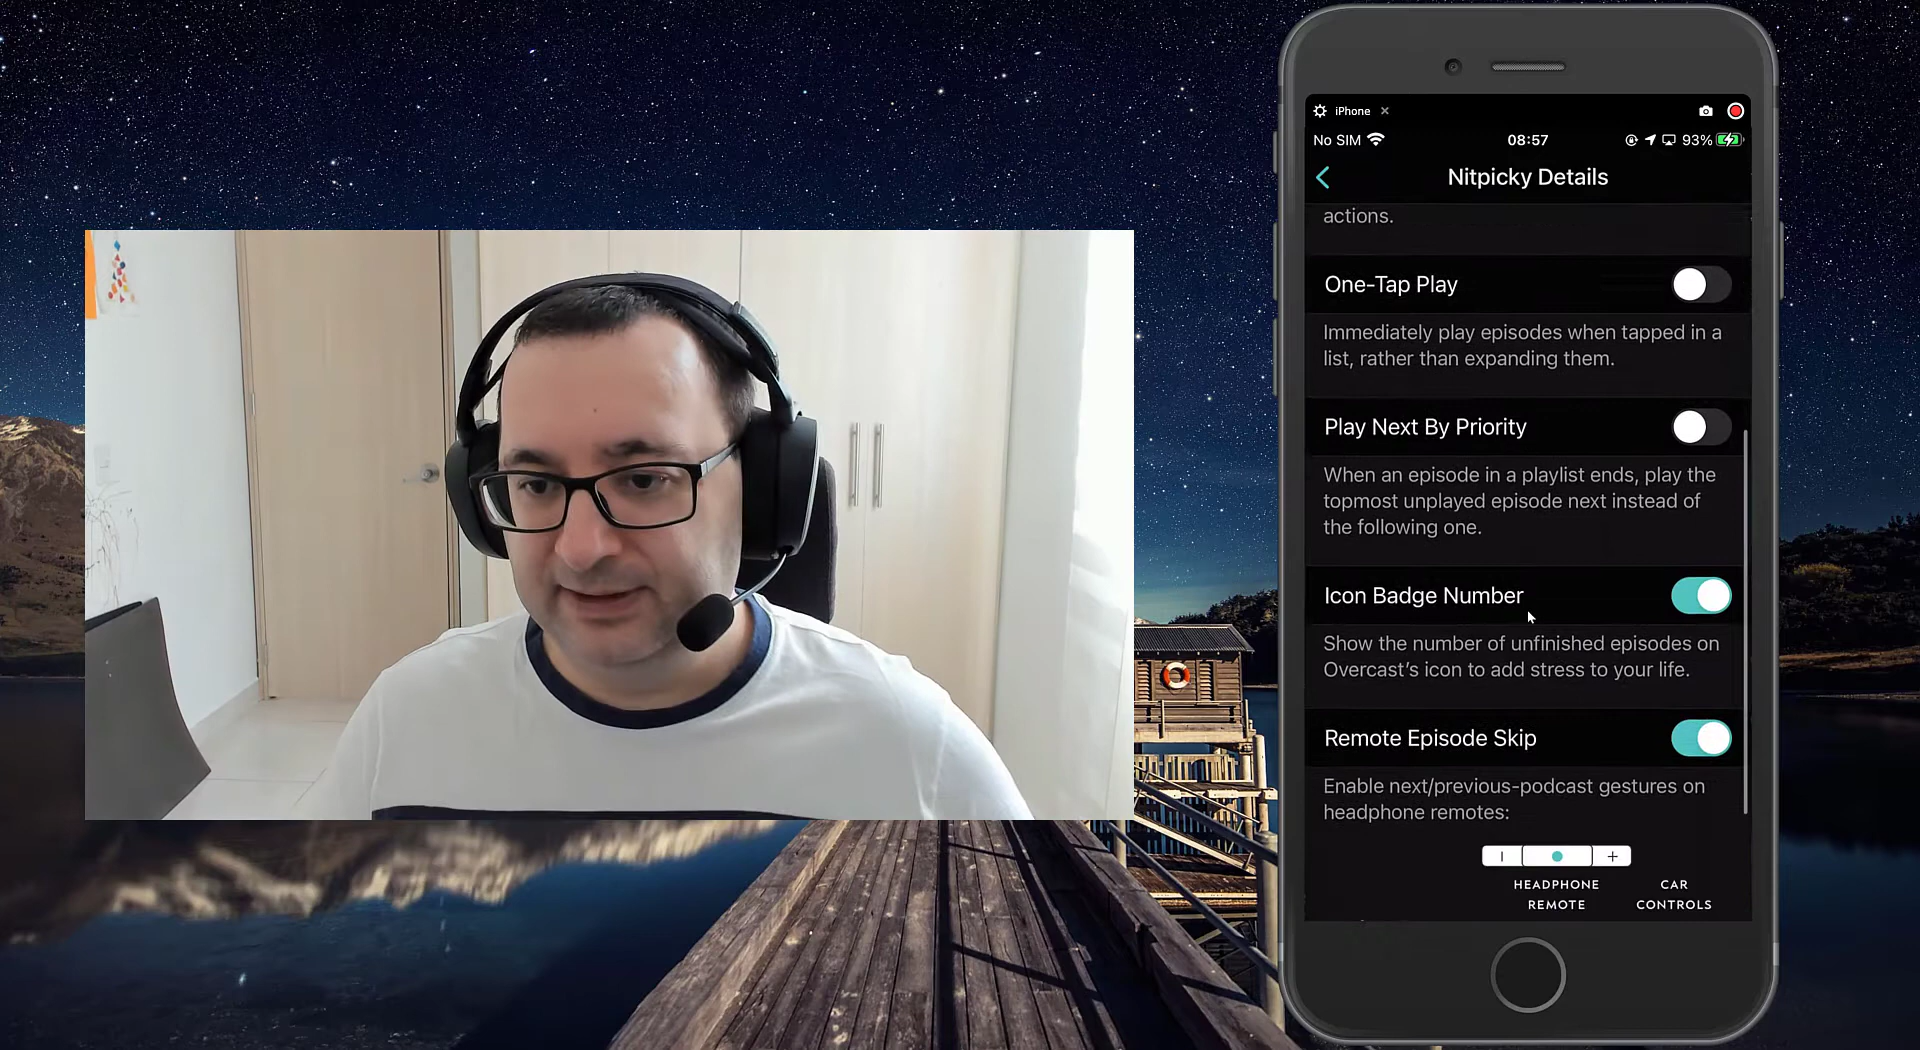 iPhone
No SIM
08:57
93%
Nitpicky Details
actions.
One-Tap Play
Immediately play episodes when tapped in a
list, rather than expanding them.
Play Next By Priority
When an episode in a playlist ends, play the
topmost unplayed episode next instead of
the following one.
Icon Badge Number
Show the number of unfinished episodes on
Overcast’s icon to add stress to your life.
Remote Episode Skip
Enable next/previous-podcast gestures on
headphone remotes:
HEADPHONE
REMOTE
CAR
CONTROLS